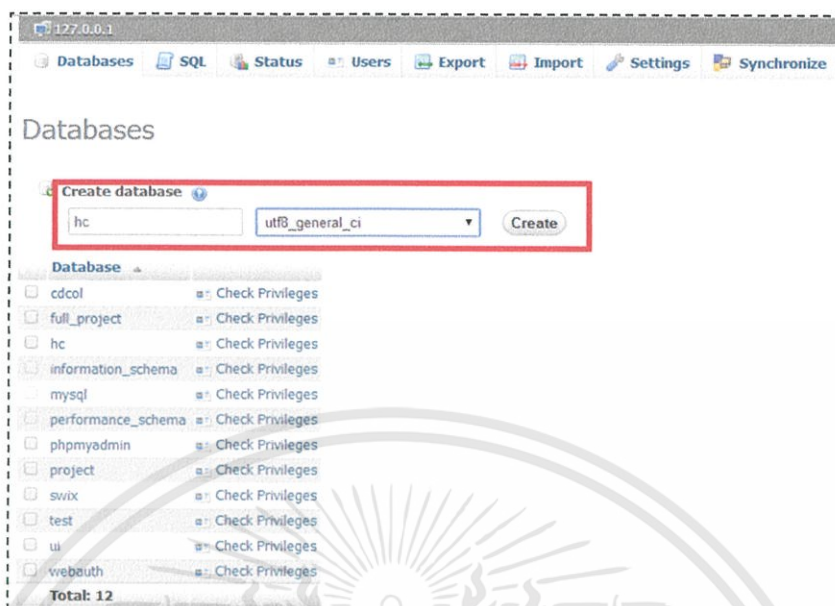 127.0.0.1
Databases SQL Status Users Export Import Settings Synchronize
Databases
Create database
hc utf8_general_ci Create
Database
cdcol Check Privileges
full_project Check Privileges
hc Check Privileges
information_schema Check Privileges
mysql Check Privileges
performance_schema Check Privileges
phpmyadmin Check Privileges
project Check Privileges
swix Check Privileges
test Check Privileges
ui Check Privileges
webauth Check Privileges
Total: 12